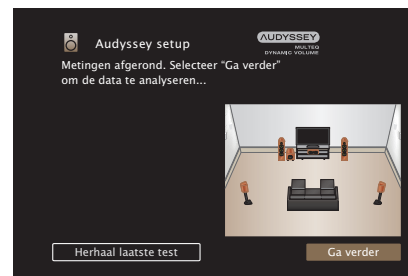 Audyssey setup
AUDYSSEY
MULTEQ
DYNAMIC VOLUME
Metingen afgerond. Selecteer “Ga verder”
om de data te analyseren...
Herhaal laatste test
Ga verder